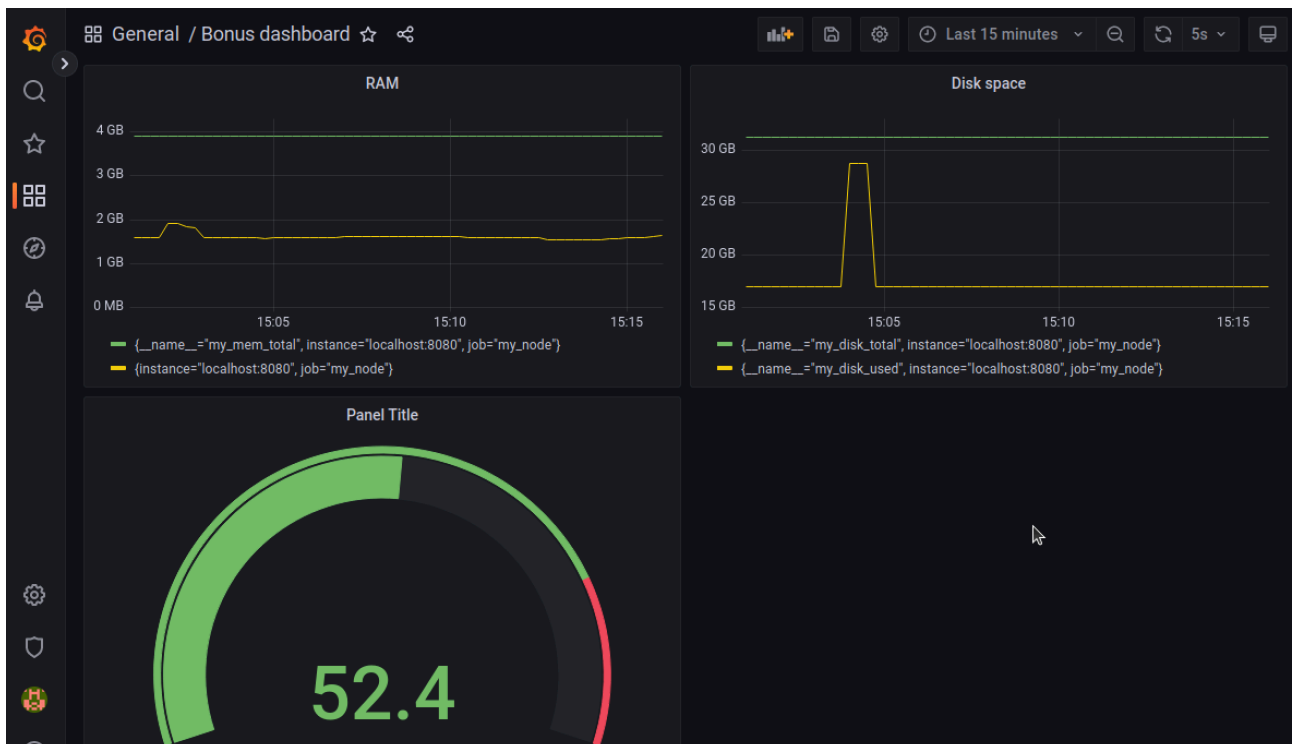 General / Bonus dashboard
Last 15 minutes
5s
RAM
4 GB
3 GB
2 GB
1 GB
0 MB
15:05 15:10 15:15
{__name__="my_mem_total", instance="localhost:8080", job="my_node"}
{instance="localhost:8080", job="my_node"}
Disk space
30 GB
25 GB
20 GB
15 GB
15:05 15:10 15:15
{__name__="my_disk_total", instance="localhost:8080", job="my_node"}
{__name__="my_disk_used", instance="localhost:8080", job="my_node"}
Panel Title
52.4